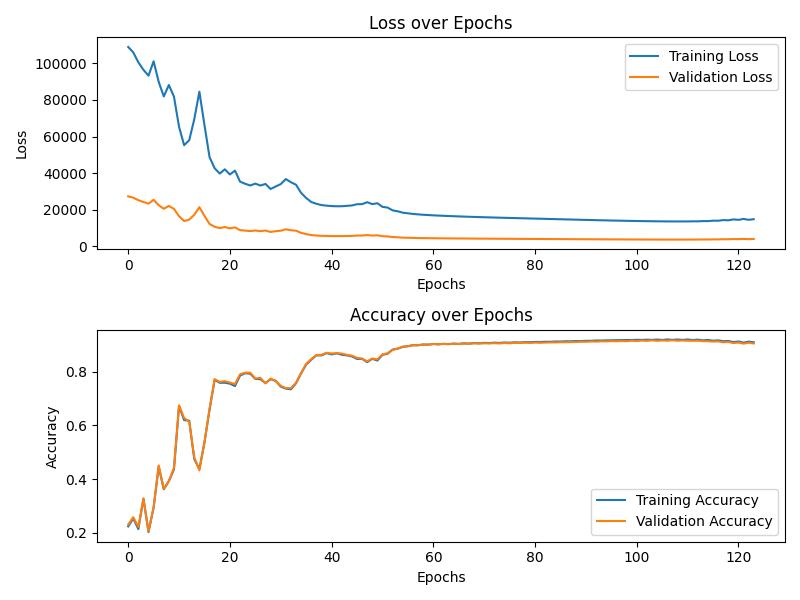 Loss over Epochs
100000
80000
60000
40000
20000
0
Loss
Training Loss
Validation Loss
0 20 40 60 80 100 120
Epochs
Accuracy over Epochs
0.8
0.6
0.4
0.2
Accuracy
Training Accuracy
Validation Accuracy
0 20 40 60 80 100 120
Epochs